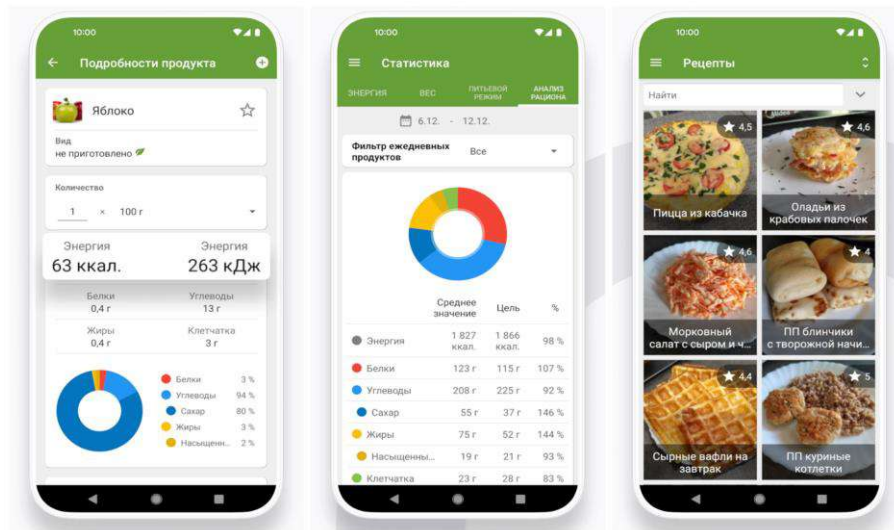 10:00
Подробности продукта
Яблоко
Вид
не приготовлено
Количество
1 × 100 г
Энергия Энергия
63 ккал. 263 кДж
Белки Углеводы
0,4 г 13 г
Жиры Клетчатка
0,4 г 3 г
Белки 3 %
Углеводы 94 %
Сахар 80 %
Жиры 3 %
Насыщенн... 2 %
10:00
Статистика
ЭНЕРГИЯ ВЕС ПИТЬЕВОЙ РЕЖИМ АНАЛИЗ РАЦИОНА
6.12. - 12.12.
Фильтр ежедневных
продуктов
Все
Среднее
значение Цель %
Энергия 1 827 ккал. 1 866 ккал. 98 %
Белки 123 г 115 г 107 %
Углеводы 208 г 225 г 92 %
Сахар 55 г 37 г 146 %
Жиры 75 г 52 г 144 %
Насыщенны... 19 г 21 г 93 %
Клетчатка 23 г 28 г 83 %
10:00
Рецепты
Найти
4,5
Пицца из кабачка
4,6
Оладьи из
крабовых палочек
4,6
Морковный
салат с сыром и ч...
4
ПП блинчики
с творожной начи...
4,4
Сырные вафли на
завтрак
5
ПП куриные
котлетки